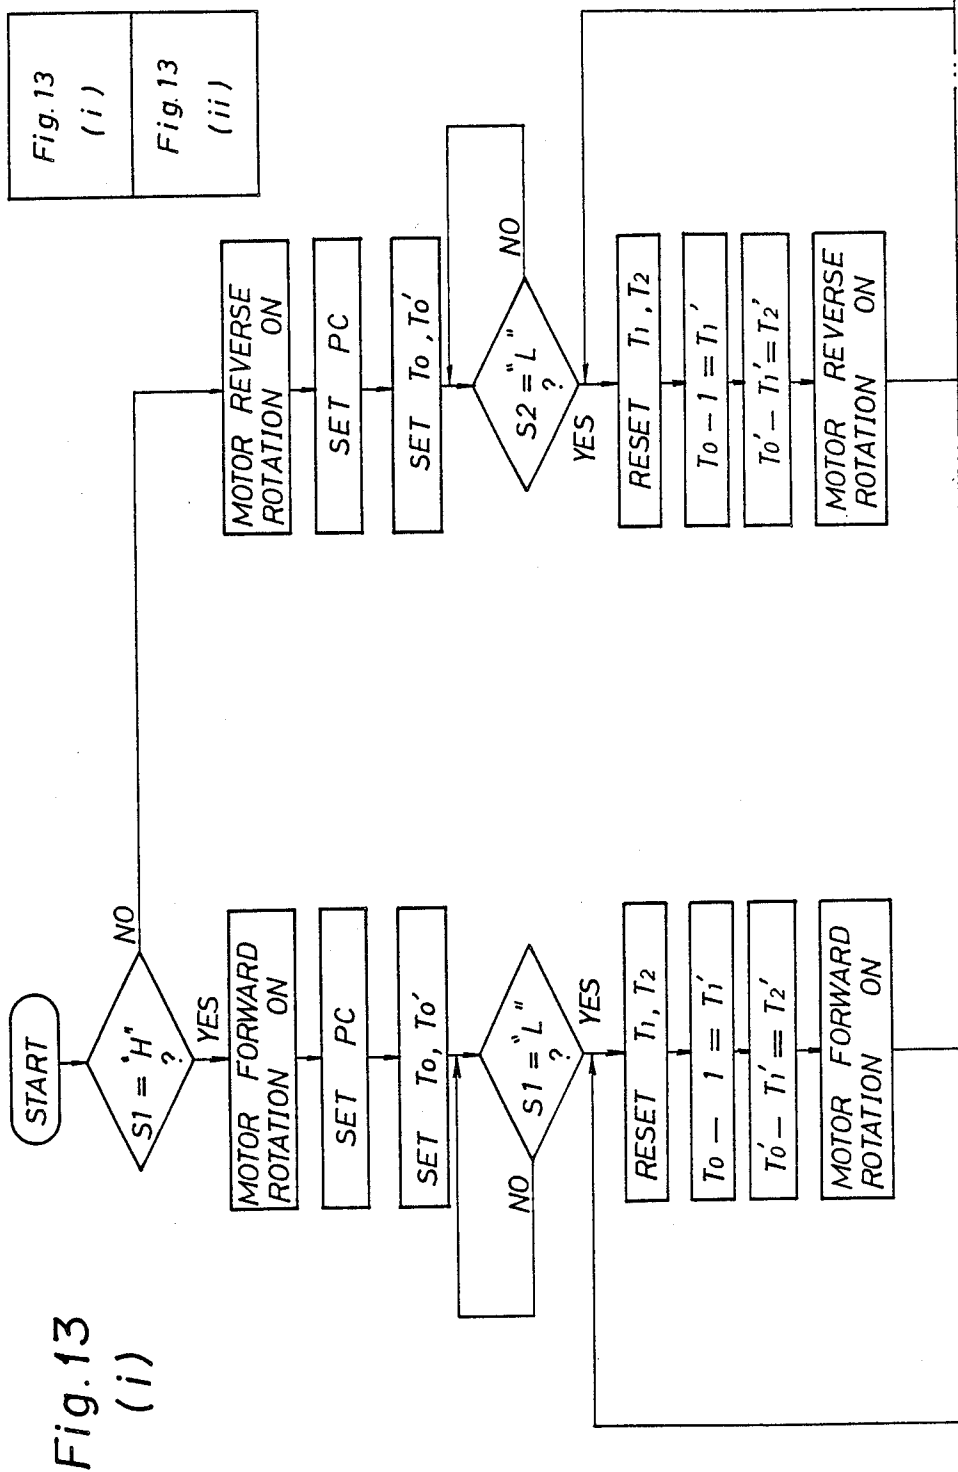 Fig.13
(i)
Fig.13
(i)
Fig.13
(ii)
START
S1="H"
?
NO
YES
MOTOR FORWARD
ROTATION ON
SET PC
SET To, To'
S1="L"
?
NO
YES
RESET T1, T2
To - 1 = T1'
To' - T1' = T2'
MOTOR FORWARD
ROTATION ON
MOTOR REVERSE
ROTATION ON
SET PC
SET To, To'
S2="L"
?
NO
YES
RESET T1, T2
To - 1 = T1'
To' - T1' = T2'
MOTOR REVERSE
ROTATION ON